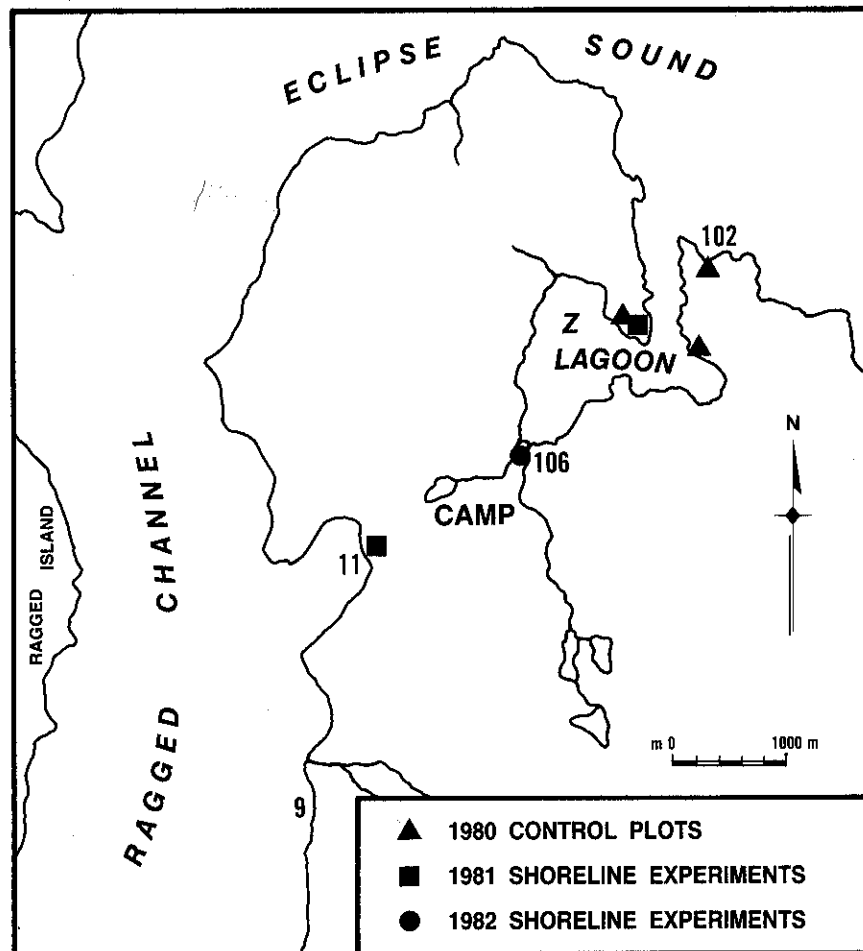 ECLIPSE SOUND
102
Z
LAGOON
N
106
CAMP
RAGGED CHANNEL
RAGGED ISLAND
11
9
m 0 1000 m
1980 CONTROL PLOTS
1981 SHORELINE EXPERIMENTS
1982 SHORELINE EXPERIMENTS